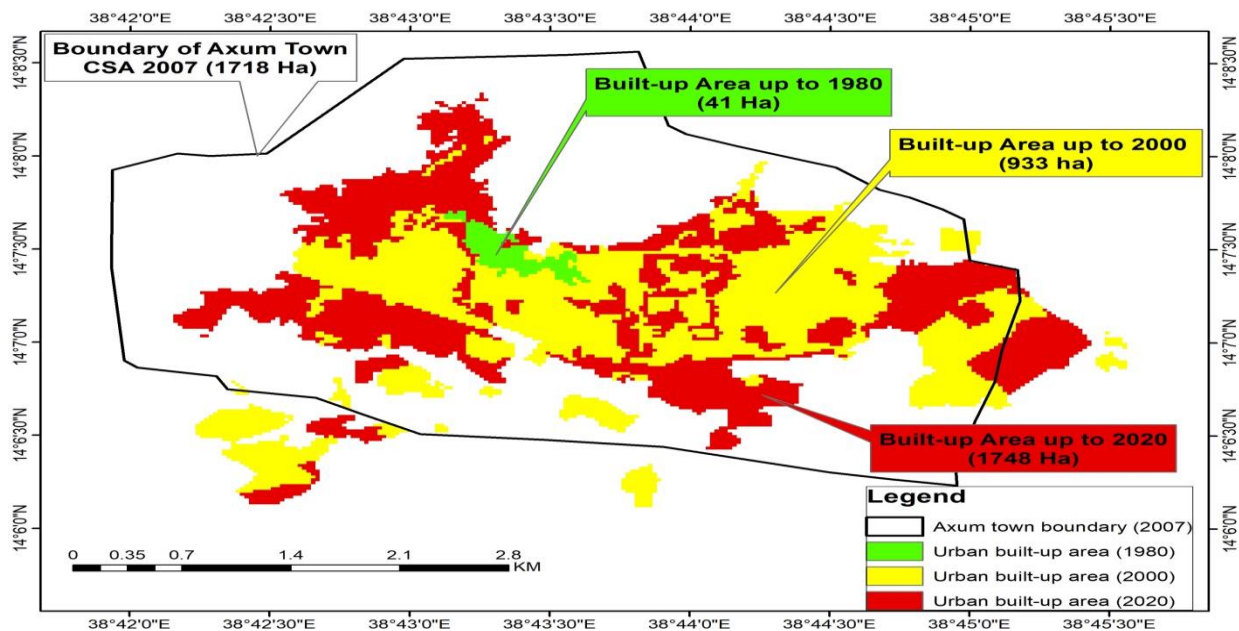 38°42'0"E 38°42'30"E 38°43'0"E 38°43'30"E 38°44'0"E 38°44'30"E 38°45'0"E 38°45'30"E
Boundary of Axum Town
CSA 2007 (1718 Ha)
Built-up Area up to 1980
(41 Ha)
Built-up Area up to 2000
(933 ha)
Built-up Area up to 2020
(1748 Ha)
14°8'30"N
14°8'0"N
14°7'30"N
14°7'0"N
14°6'30"N
14°6'0"N
14°8'30"N
14°8'0"N
14°7'30"N
14°7'0"N
14°6'30"N
14°6'0"N
0 0.35 0.7 1.4 2.1 2.8
KM
Legend
Axum town boundary (2007)
Urban built-up area (1980)
Urban built-up area (2000)
Urban built-up area (2020)
38°42'0"E 38°42'30"E 38°43'0"E 38°43'30"E 38°44'0"E 38°44'30"E 38°45'0"E 38°45'30"E